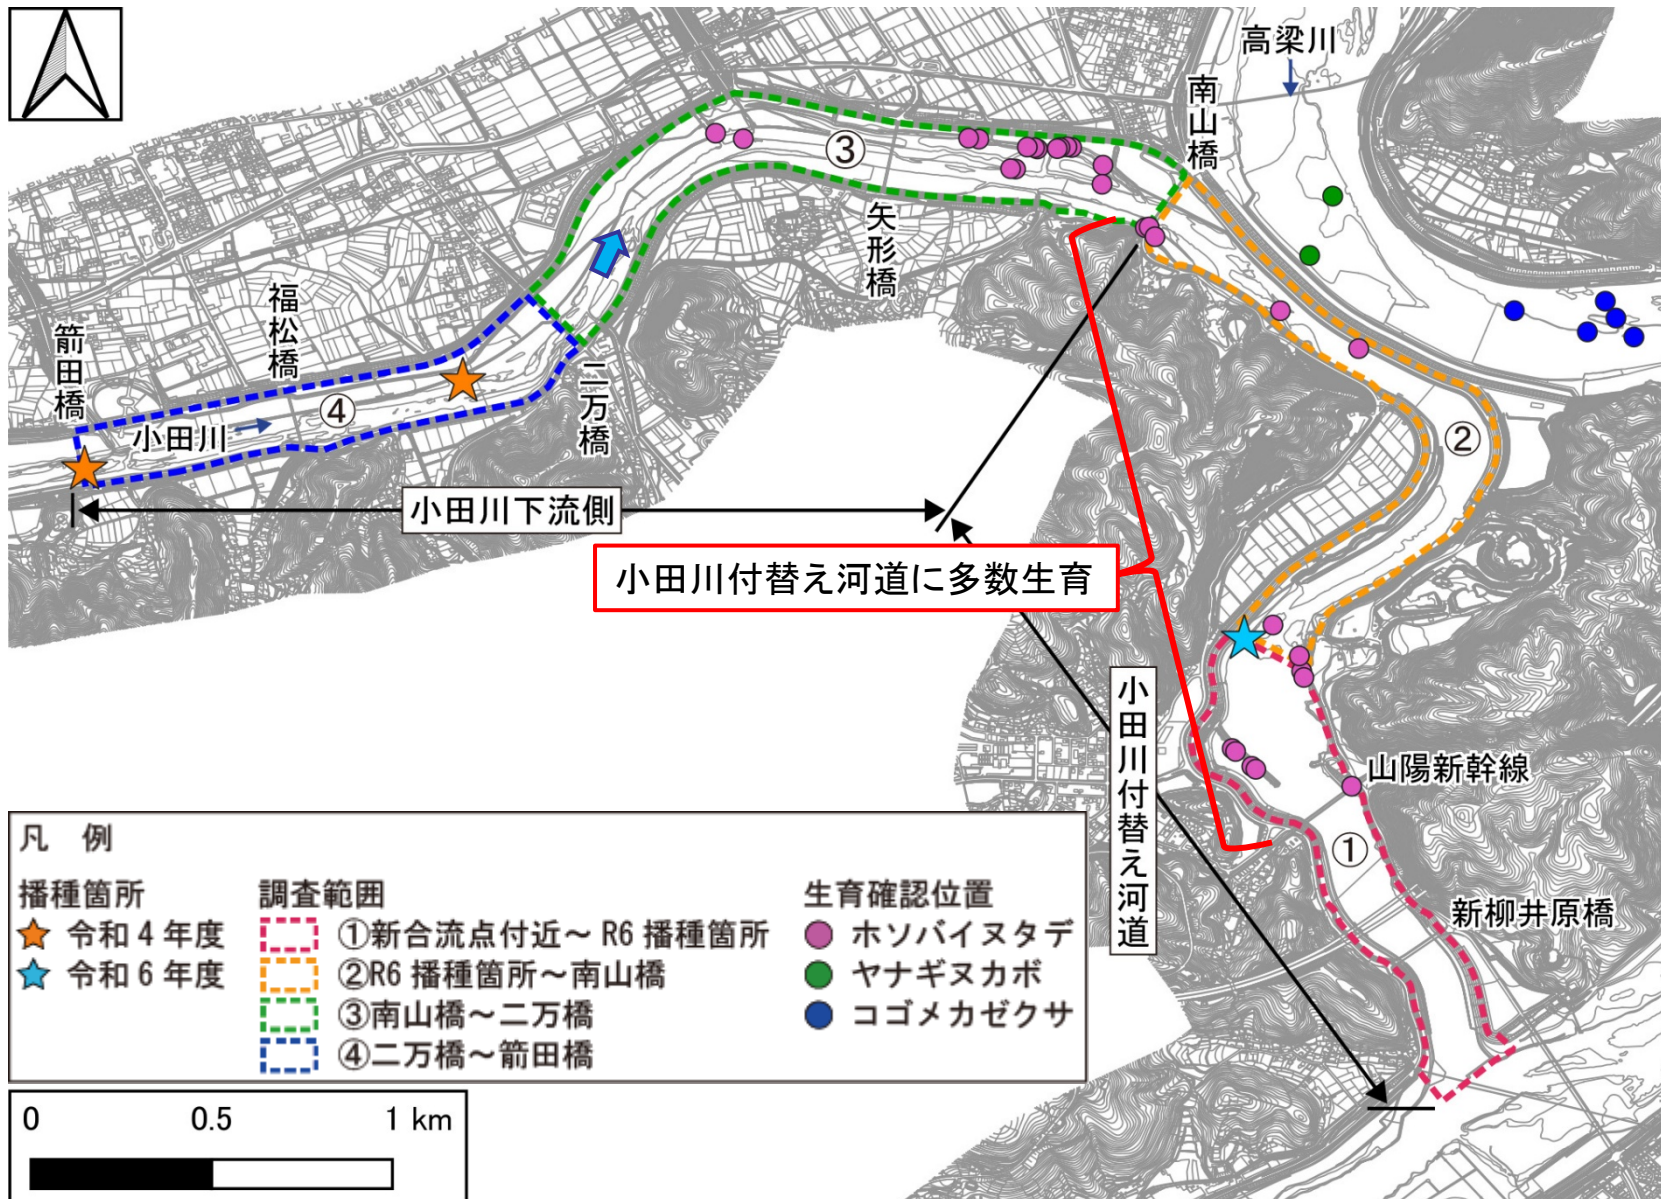 高梁川
南山橋
③
矢形橋
福松橋
箭田橋
二万橋
④
小田川
②
小田川下流側
小田川付替え河道に多数生育
小田川付替え河道
山陽新幹線
①
新柳井原橋
凡 例
播種箇所
令和4年度
令和6年度
調査範囲
①新合流点付近～R6播種箇所
②R6播種箇所～南山橋
③南山橋～二万橋
④二万橋～箭田橋
生育確認位置
ホソバイヌタデ
ヤナギヌカボ
コゴメカゼクサ
0 0.5 1 km